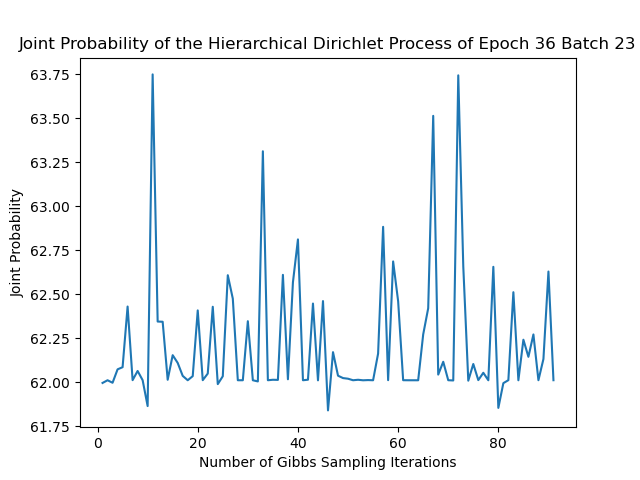 Joint Probability of the Hierarchical Dirichlet Process of Epoch 36 Batch 23
63.75
63.50
63.25
63.00
62.75
62.50
62.25
62.00
61.75
Joint Probability
0 20 40 60 80
Number of Gibbs Sampling Iterations